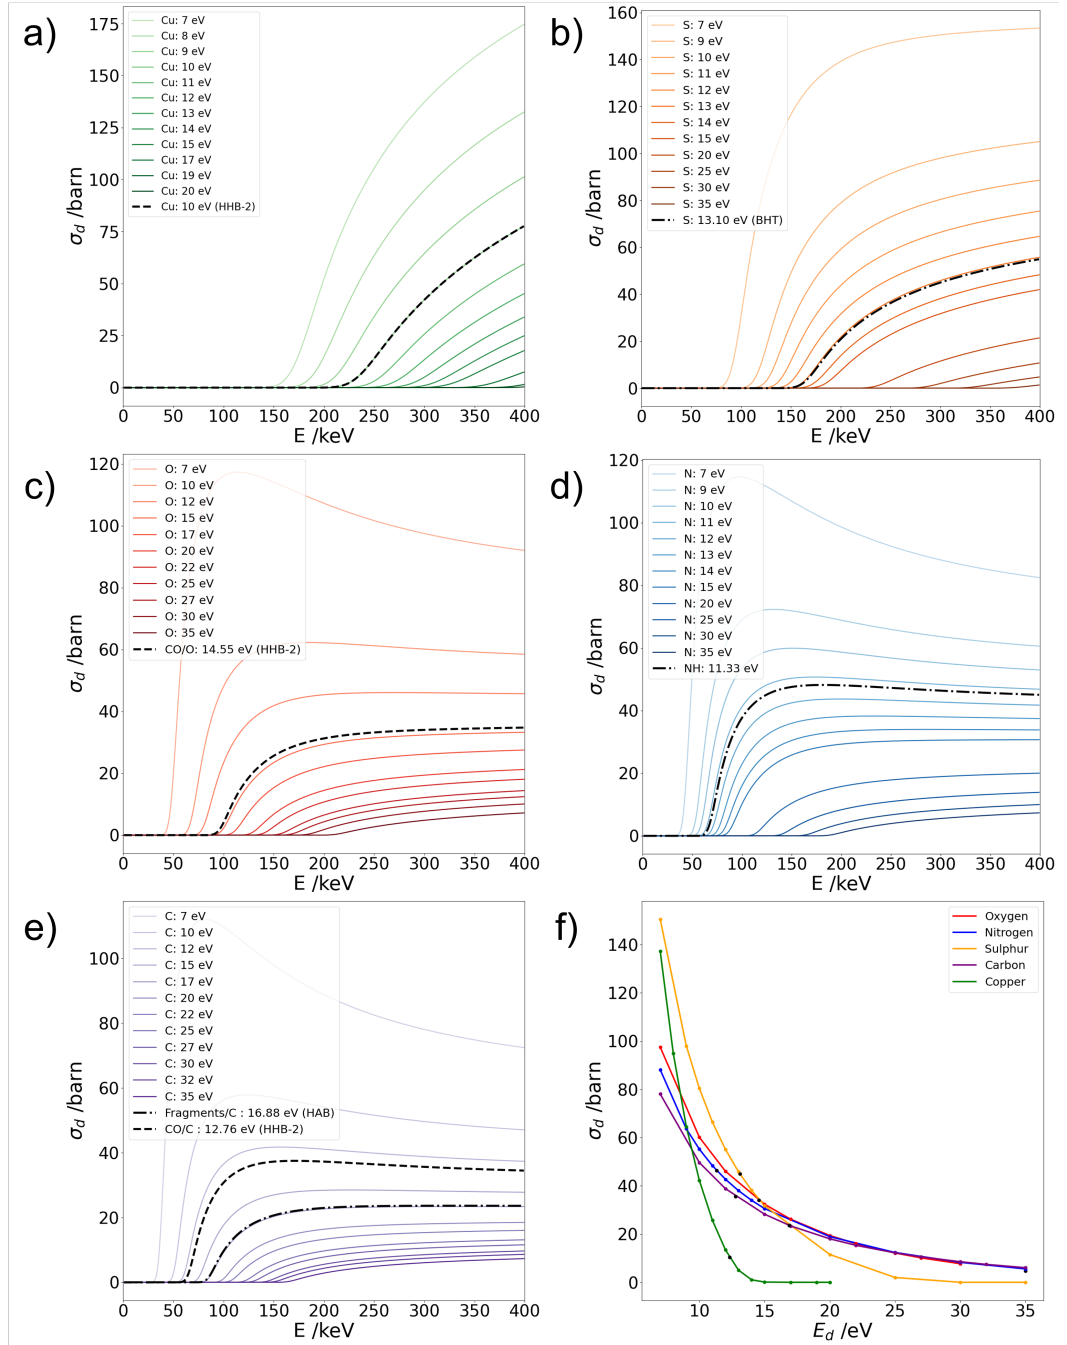 a)
Cu: 7 eV
Cu: 8 eV
Cu: 9 eV
Cu: 10 eV
Cu: 11 eV
Cu: 12 eV
Cu: 13 eV
Cu: 14 eV
Cu: 15 eV
Cu: 17 eV
Cu: 19 eV
Cu: 20 eV
Cu: 10 eV (HHB-2)
175
150
125
100
75
50
25
0
σd /barn
0 50 100 150 200 250 300 350 400
E /keV
b)
S: 7 eV
S: 9 eV
S: 10 eV
S: 11 eV
S: 12 eV
S: 13 eV
S: 14 eV
S: 15 eV
S: 20 eV
S: 25 eV
S: 30 eV
S: 35 eV
S: 13.10 eV (BHT)
160
140
120
100
80
60
40
20
0
σd /barn
0 50 100 150 200 250 300 350 400
E /keV
c)
O: 7 eV
O: 10 eV
O: 12 eV
O: 15 eV
O: 17 eV
O: 20 eV
O: 22 eV
O: 25 eV
O: 27 eV
O: 30 eV
O: 35 eV
CO/O: 14.55 eV (HHB-2)
120
100
80
60
40
20
0
σd /barn
0 50 100 150 200 250 300 350 400
E /keV
d)
N: 7 eV
N: 9 eV
N: 10 eV
N: 11 eV
N: 12 eV
N: 13 eV
N: 14 eV
N: 15 eV
N: 20 eV
N: 25 eV
N: 30 eV
N: 35 eV
NH: 11.33 eV
120
100
80
60
40
20
0
σd /barn
0 50 100 150 200 250 300 350 400
E /keV
e)
C: 7 eV
C: 10 eV
C: 12 eV
C: 15 eV
C: 17 eV
C: 20 eV
C: 22 eV
C: 25 eV
C: 27 eV
C: 30 eV
C: 32 eV
C: 35 eV
Fragments/C : 16.88 eV (HAB)
CO/C : 12.76 eV (HHB-2)
100
80
60
40
20
0
σd /barn
0 50 100 150 200 250 300 350 400
E /keV
f)
Oxygen
Nitrogen
Sulphur
Carbon
Copper
140
120
100
80
60
40
20
0
σd /barn
10 15 20 25 30 35
Ed /eV